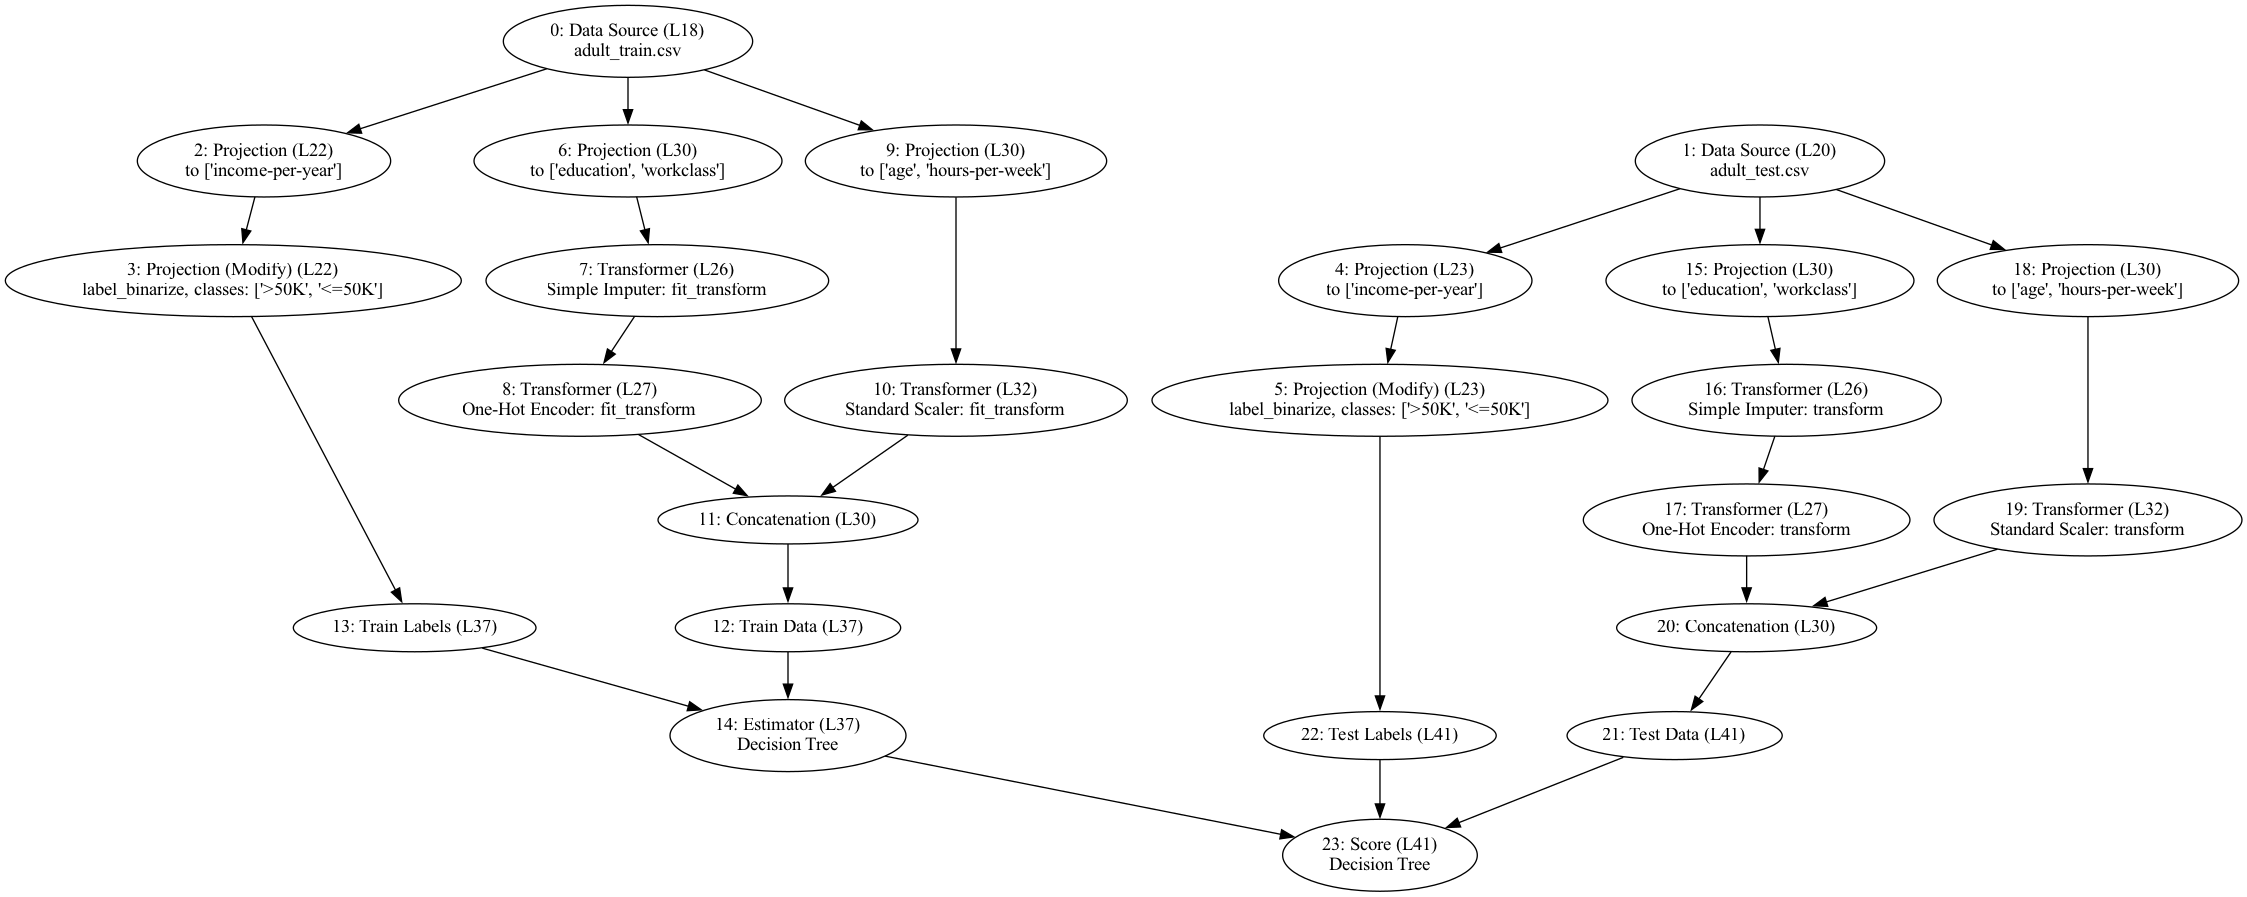 0: Data Source (L18)
adult_train.csv
2: Projection (L22)
to ['income-per-year']
6: Projection (L30)
to ['education', 'workclass']
9: Projection (L30)
to ['age', 'hours-per-week']
1: Data Source (L20)
adult_test.csv
3: Projection (Modify) (L22)
label_binarize, classes: ['>50K', '<=50K']
7: Transformer (L26)
Simple Imputer: fit_transform
4: Projection (L23)
to ['income-per-year']
15: Projection (L30)
to ['education', 'workclass']
18: Projection (L30)
to ['age', 'hours-per-week']
8: Transformer (L27)
One-Hot Encoder: fit_transform
10: Transformer (L32)
Standard Scaler: fit_transform
5: Projection (Modify) (L23)
label_binarize, classes: ['>50K', '<=50K']
16: Transformer (L26)
Simple Imputer: transform
11: Concatenation (L30)
17: Transformer (L27)
One-Hot Encoder: transform
19: Transformer (L32)
Standard Scaler: transform
13: Train Labels (L37)
12: Train Data (L37)
20: Concatenation (L30)
14: Estimator (L37)
Decision Tree
22: Test Labels (L41)
21: Test Data (L41)
23: Score (L41)
Decision Tree